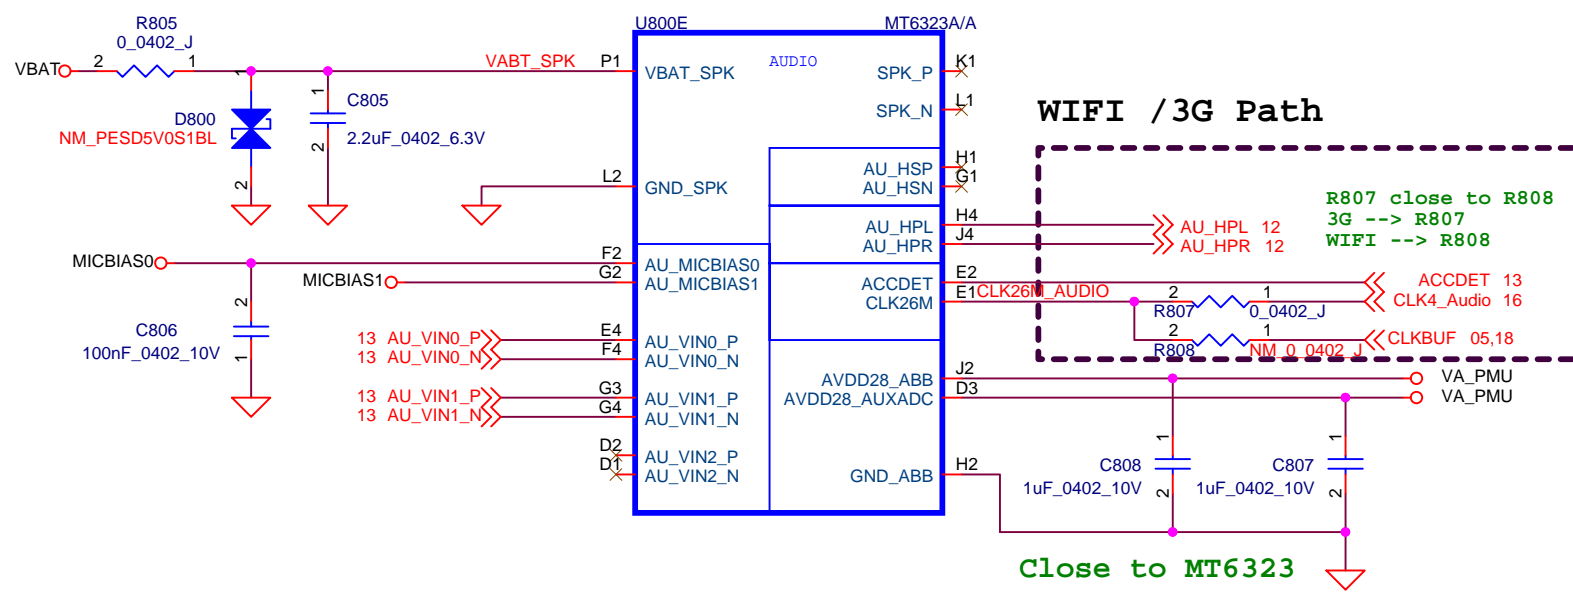 R805
0_0402_J
VBAT
2
1
VABT_SPK
P1
U800E
MT6323A/A
AUDIO
VBAT_SPK
SPK_P
K1
SPK_N
L1
1
D800
NM_PESD5V0S1BL
2
1
C805
2.2uF_0402_6.3V
2
L2
GND_SPK
AU_HSP
H1
AU_HSN
G1
AU_HPL
H4
AU_HPR
J4
WIFI /3G Path
R807 close to R808
3G --> R807
WIFI --> R808
AU_HPL 12
AU_HPR 12
MICBIAS0
F2
AU_MICBIAS0
MICBIAS1
G2
AU_MICBIAS1
2
C806
100nF_0402_10V
1
ACCDET
E2
CLK26M
E1
CLK26M_AUDIO
ACCDET 13
2
1
CLK4_Audio 16
R807
0_0402_J
2
1
CLKBUF 05,18
R808
NM_0_0402_J
13 AU_VIN0_P
E4
AU_VIN0_P
13 AU_VIN0_N
F4
AU_VIN0_N
13 AU_VIN1_P
G3
AU_VIN1_P
13 AU_VIN1_N
G4
AU_VIN1_N
D2
AU_VIN2_P
D1
AU_VIN2_N
AVDD28_ABB
J2
VA_PMU
AVDD28_AUXADC
D3
VA_PMU
GND_ABB
H2
1
C808
1uF_0402_10V
2
1
C807
1uF_0402_10V
2
Close to MT6323